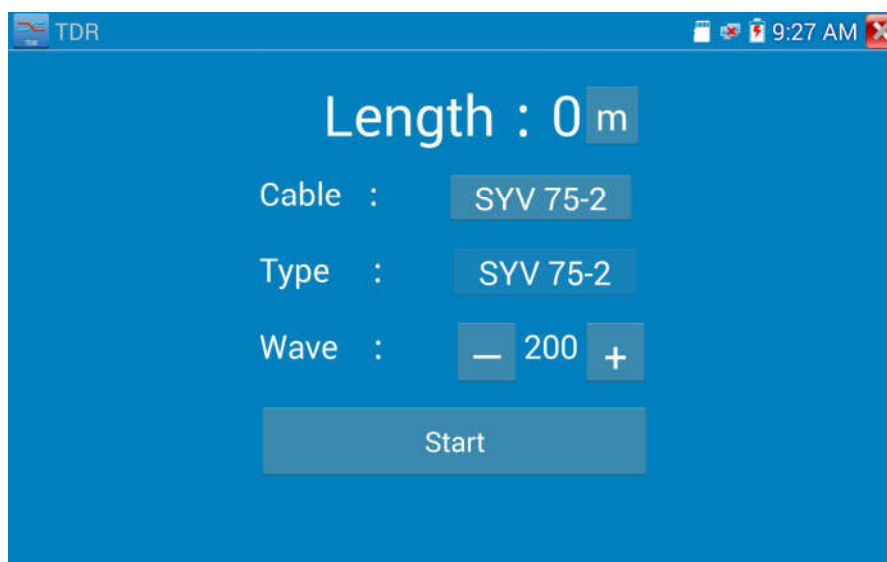 TDR 9:27 AM
Length : 0 m
Cable : SYV 75-2
Type : SYV 75-2
Wave : — 200 +
Start